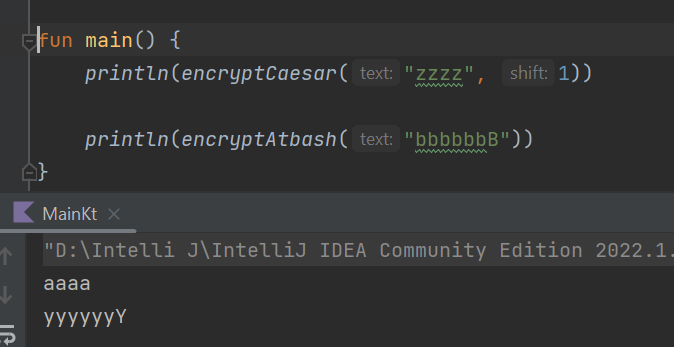 fun main() {
println(encryptCaesar( text: "zzzz", shift: 1))
println(encryptAtbash( text: "bbbbbbB"))
}
MainKt
"D:\Intelli J\IntelliJ IDEA Community Edition 2022.1.
aaaa
yyyyyyY